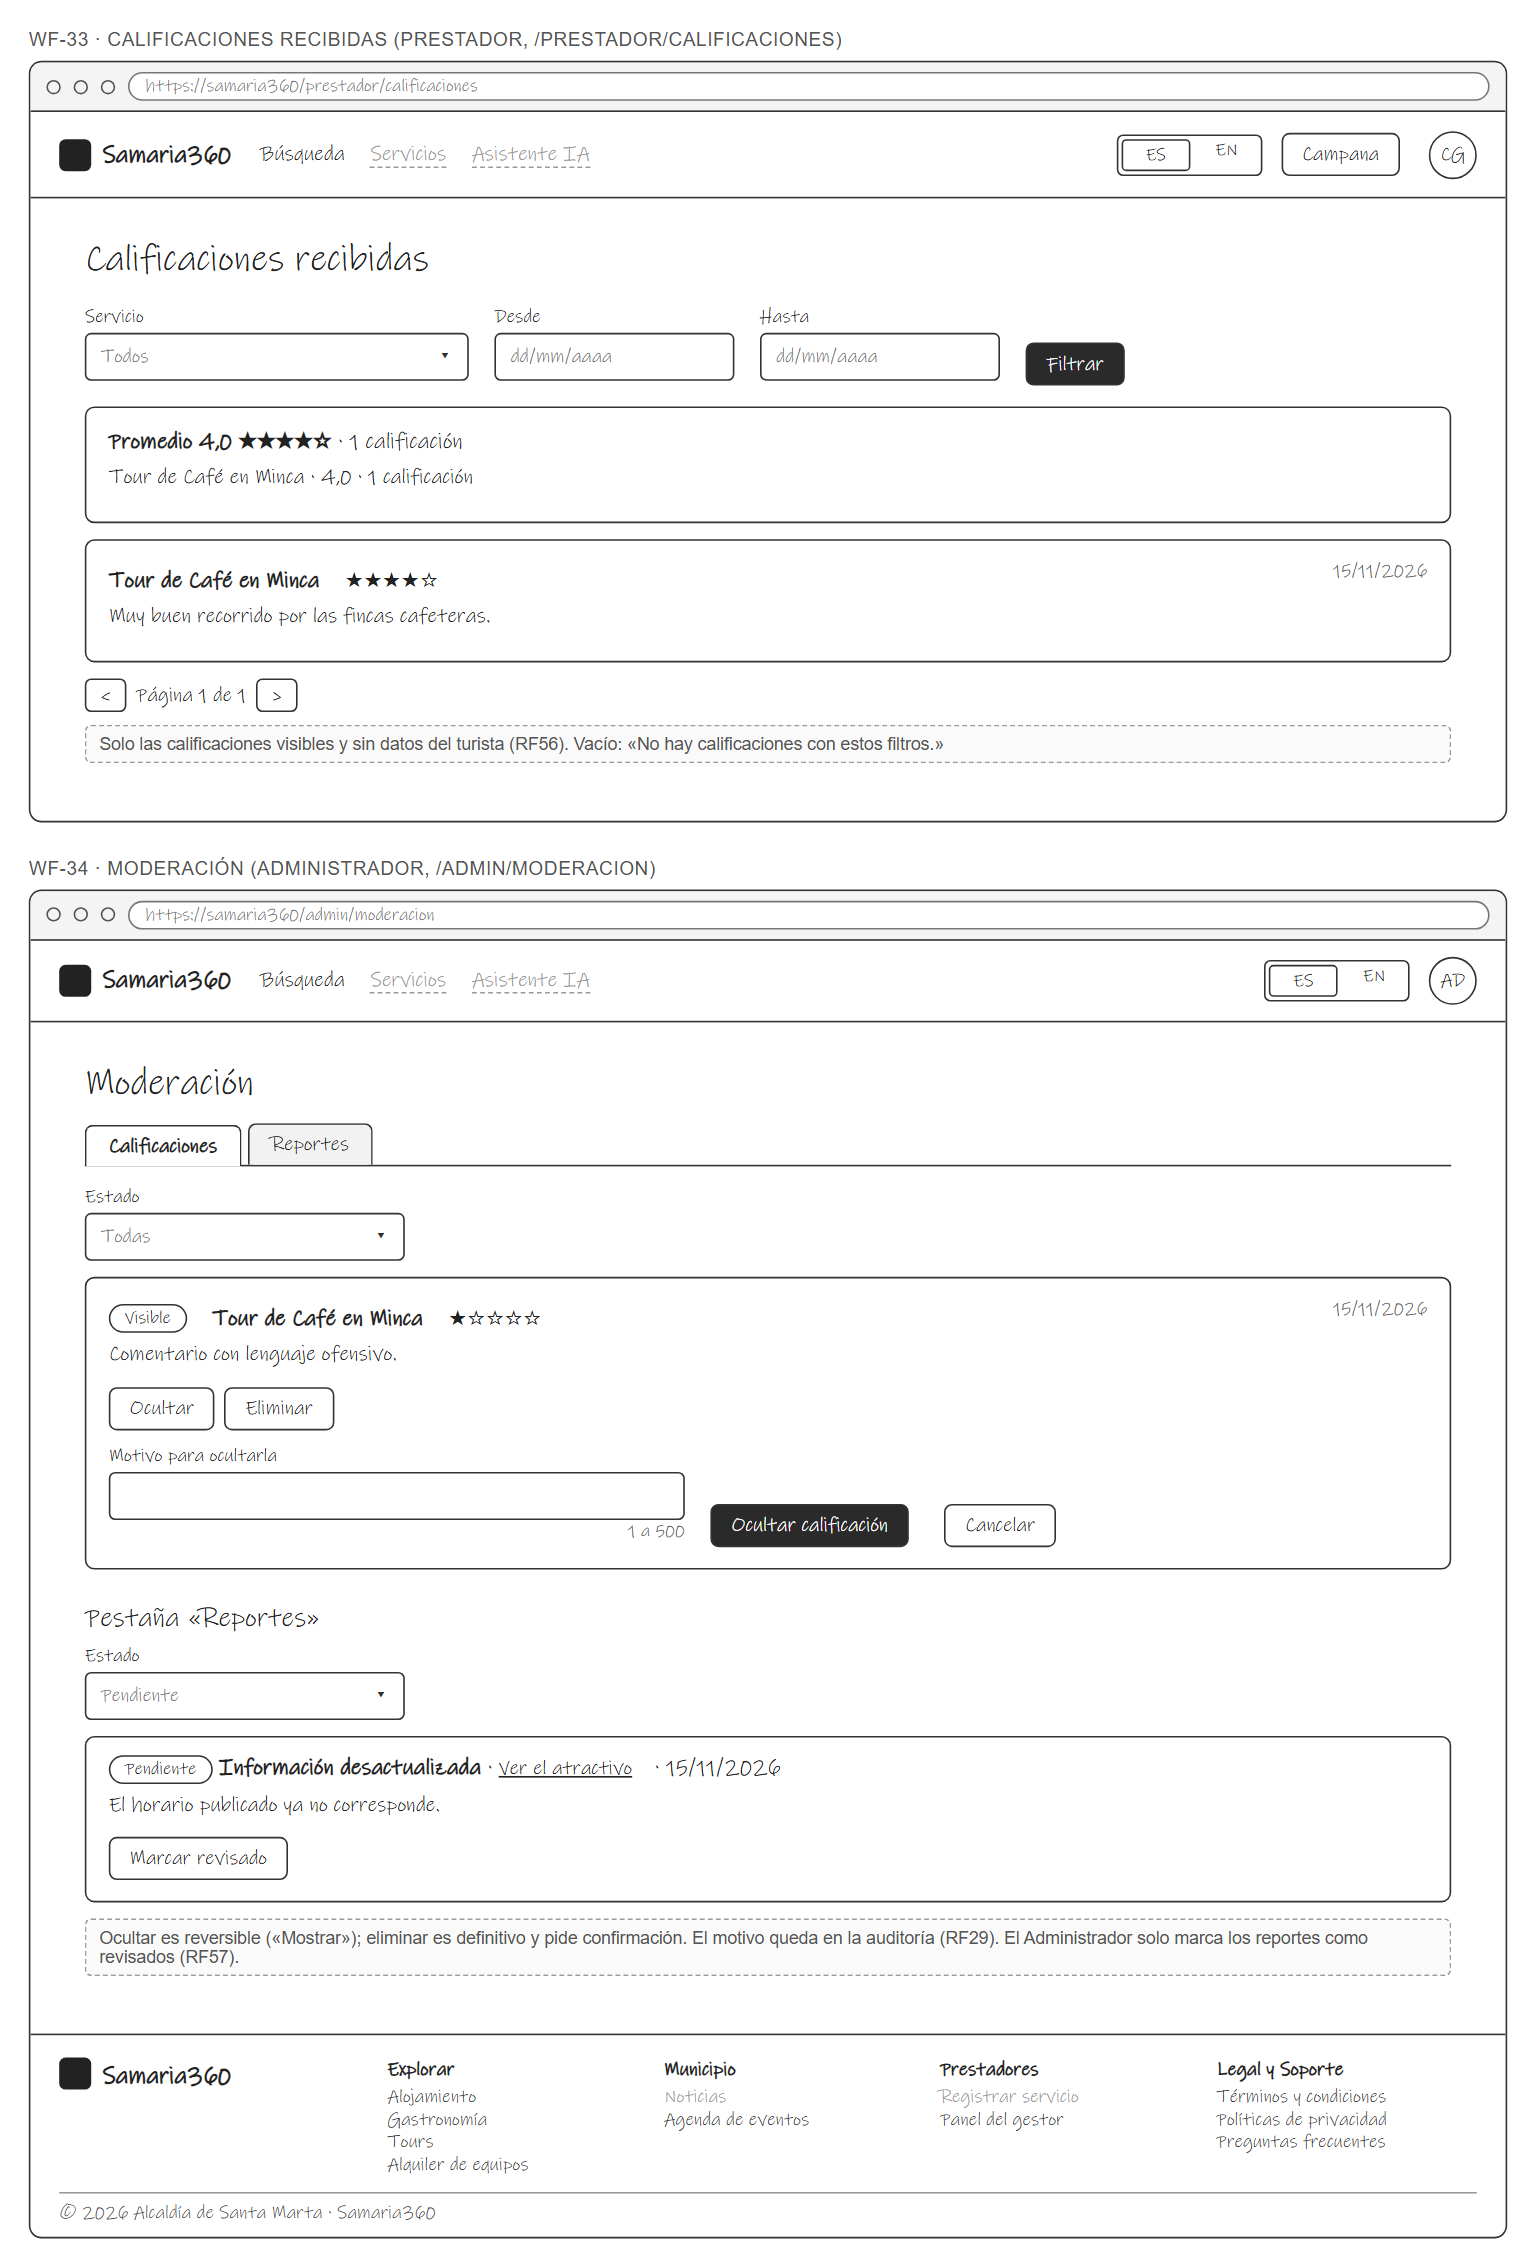 WF-33 · CALIFICACIONES RECIBIDAS (PRESTADOR, /PRESTADOR/CALIFICACIONES)
https://samaria360/prestador/calificaciones
Samaria360 Búsqueda Servicios Asistente IA ES EN Campana CG
Calificaciones recibidas
Servicio Desde Hasta
Todos ▾ dd/mm/aaaa dd/mm/aaaa Filtrar
Promedio 4,0 ★★★★☆ · 1 calificación
Tour de Café en Minca · 4,0 · 1 calificación
Tour de Café en Minca ★★★★☆ 15/11/2026
Muy buen recorrido por las fincas cafeteras.
< Página 1 de 1 >
Solo las calificaciones visibles y sin datos del turista (RF56). Vacío: «No hay calificaciones con estos filtros.»
WF-34 · MODERACIÓN (ADMINISTRADOR, /ADMIN/MODERACION)
https://samaria360/admin/moderacion
Samaria360 Búsqueda Servicios Asistente IA ES EN AD
Moderación
Calificaciones Reportes
Estado
Todas ▾
Visible Tour de Café en Minca ★☆☆☆☆ 15/11/2026
Comentario con lenguaje ofensivo.
Ocultar Eliminar
Motivo para ocultarla
1 a 500 Ocultar calificación Cancelar
Pestaña «Reportes»
Estado
Pendiente ▾
Pendiente Información desactualizada · Ver el atractivo · 15/11/2026
El horario publicado ya no corresponde.
Marcar revisado
Ocultar es reversible («Mostrar»); eliminar es definitivo y pide confirmación. El motivo queda en la auditoría (RF29). El Administrador solo marca los reportes como
revisados (RF57).
Samaria360 Explorar Municipio Prestadores Legal y Soporte
Alojamiento Noticias Registrar servicio Términos y condiciones
Gastronomía Agenda de eventos Panel del gestor Políticas de privacidad
Tours Preguntas frecuentes
Alquiler de equipos
© 2026 Alcaldía de Santa Marta · Samaria360